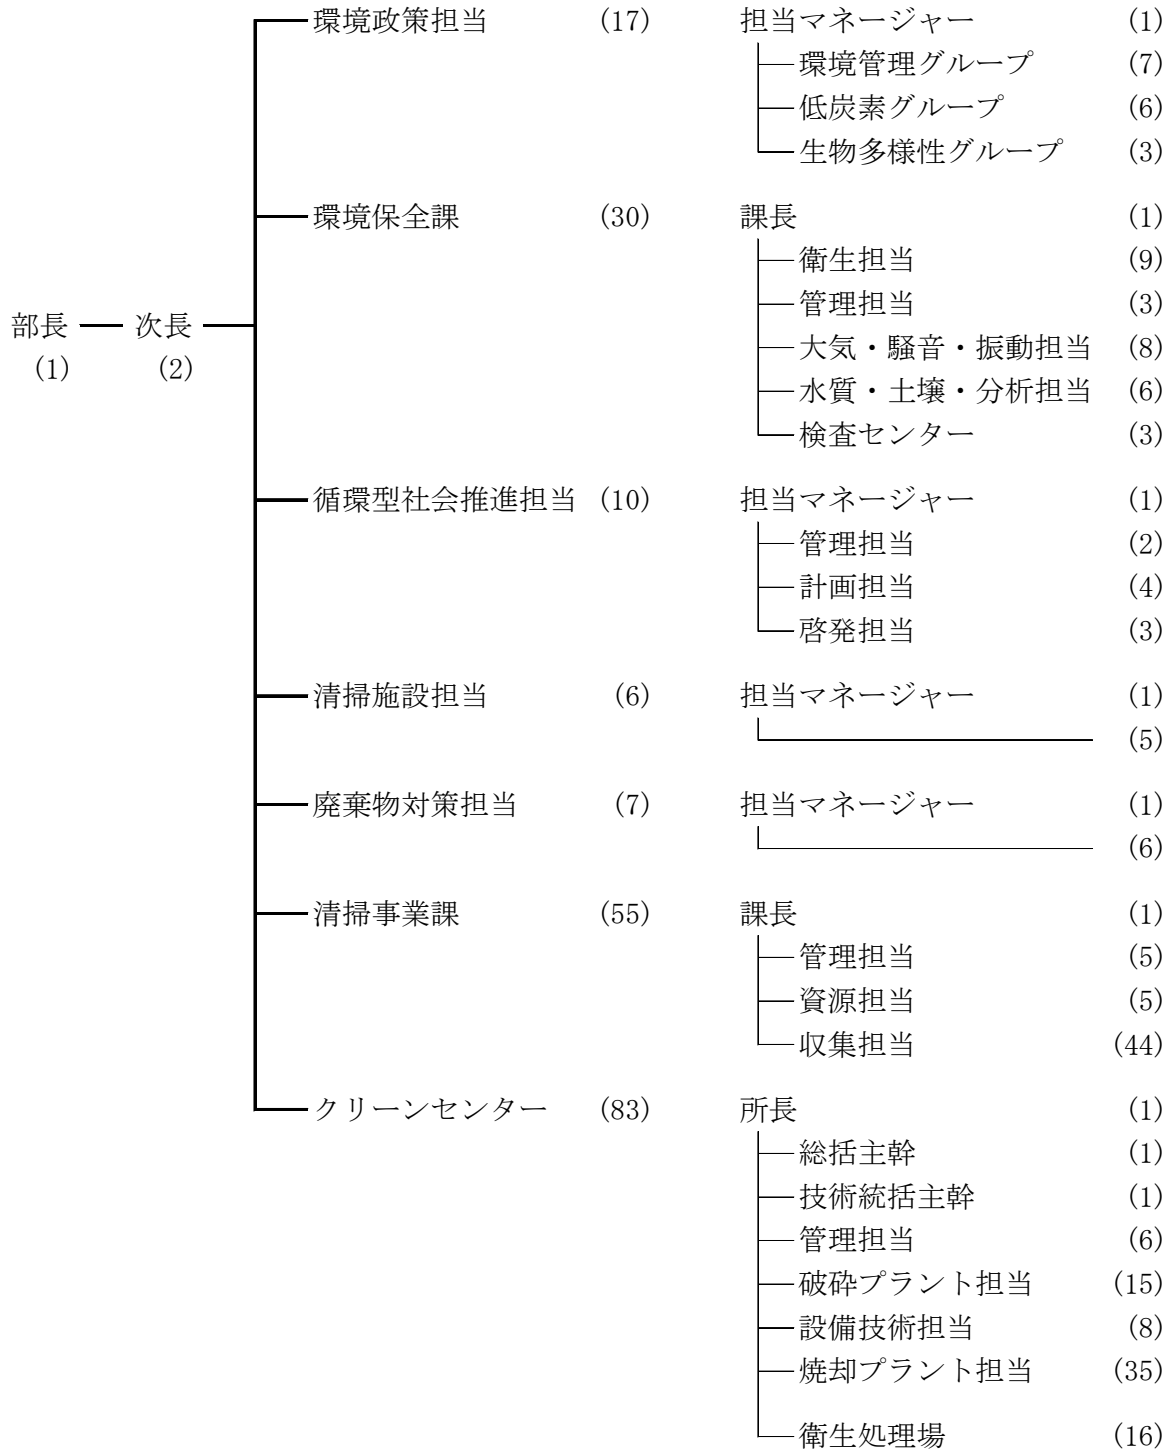 環境政策担当 (17) 担当マネージャー (1)
環境管理グループ (7)
低炭素グループ (6)
生物多様性グループ (3)
環境保全課 (30) 課長 (1)
衛生担当 (9)
管理担当 (3)
部長 次長
大気・騒音・振動担当 (8)
(1) (2)
水質・土壌・分析担当 (6)
検査センター (3)
循環型社会推進担当 (10) 担当マネージャー (1)
管理担当 (2)
計画担当 (4)
啓発担当 (3)
清掃施設担当 (6) 担当マネージャー (1)
(5)
廃棄物対策担当 (7) 担当マネージャー (1)
(6)
清掃事業課 (55) 課長 (1)
管理担当 (5)
資源担当 (5)
収集担当 (44)
クリーンセンター (83) 所長 (1)
総括主幹 (1)
技術統括主幹 (1)
管理担当 (6)
破砕プラント担当 (15)
設備技術担当 (8)
焼却プラント担当 (35)
衛生処理場 (16)